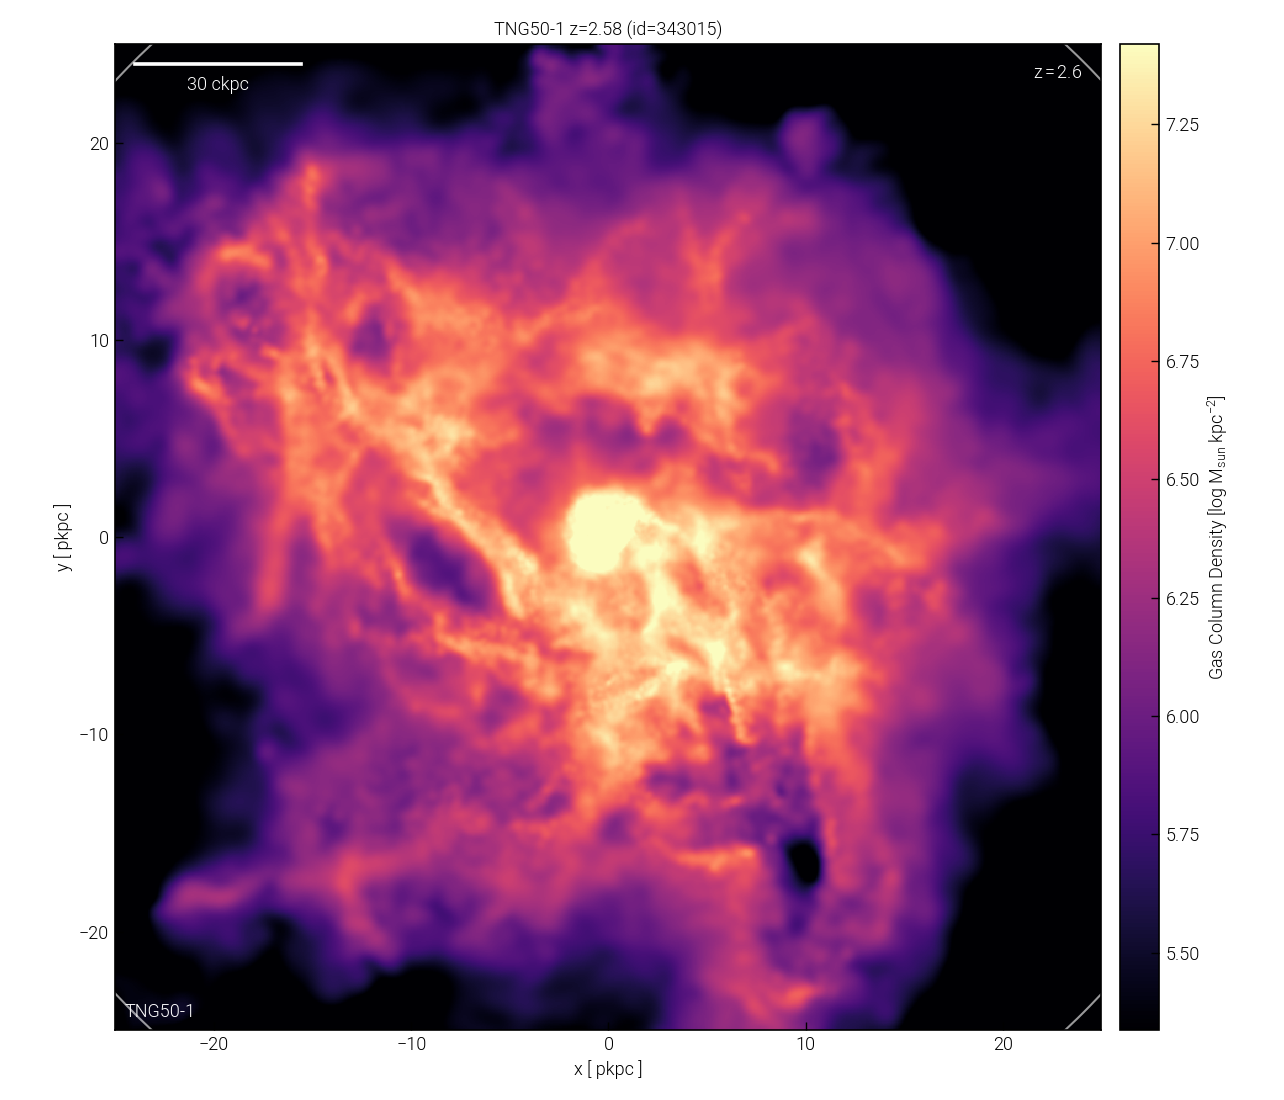 TNG50-1 z=2.58 (id=343015)
30 ckpc
z=2.6
TNG50-1
20
10
0
−10
−20
y [ pkpc ]
−20
−10
0
10
20
x [ pkpc ]
7.25
7.00
6.75
6.50
6.25
6.00
5.75
5.50
Gas Column Density [log M_sun kpc^−2]